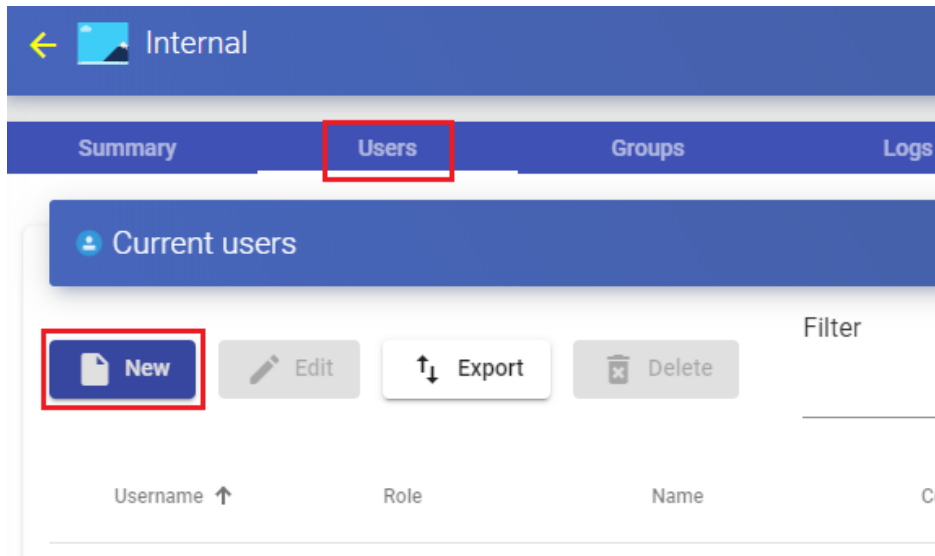 Internal
Summary Users Groups Logs
Current users
Filter
New Edit Export Delete
Username Role Name